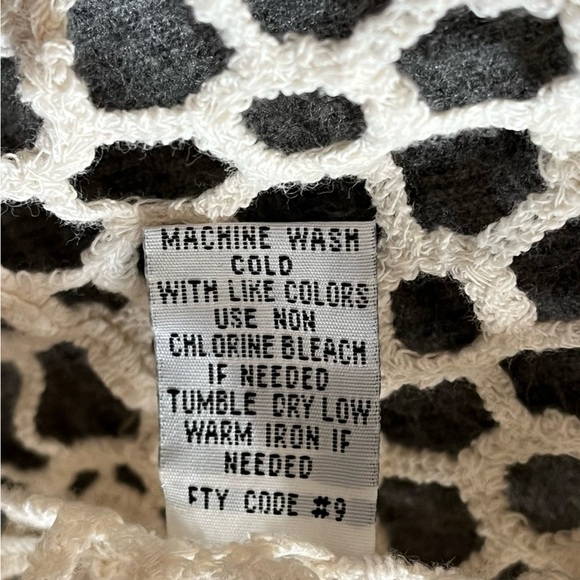 MACHINE WASH
COLD
WITH LIKE COLORS
USE NON
CHLORINE BLEACH
IF NEEDED
TUMBLE DRY LOW
WARM IRON IF
NEEDED
FTY CODE #9